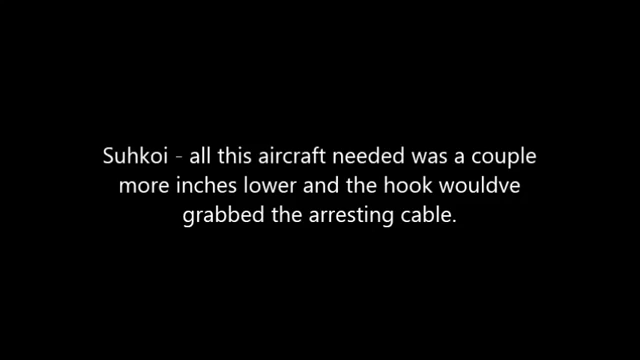 Suhkoi - all this aircraft needed was a couple
more inches lower and the hook wouldve
grabbed the arresting cable.